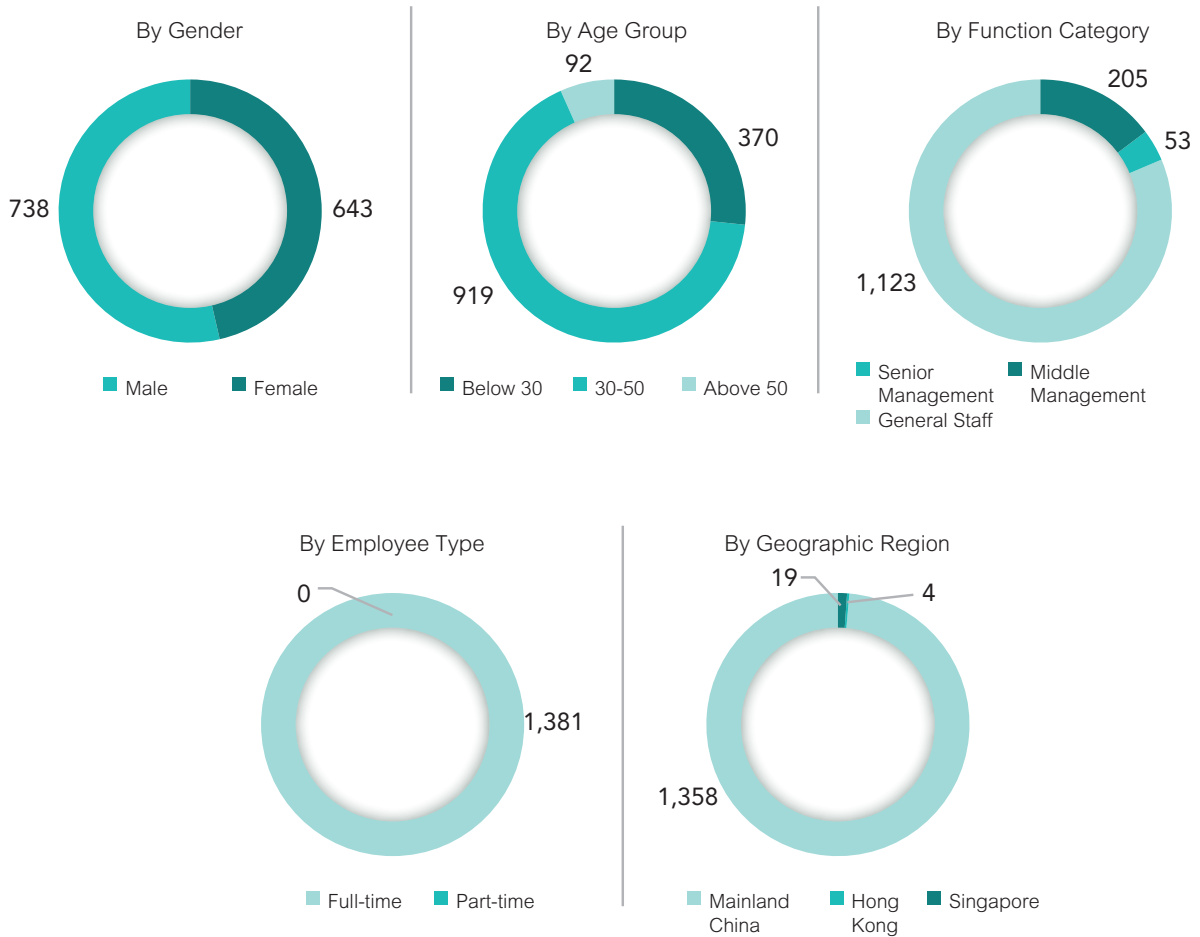 By Gender
738
643
Male
Female
By Age Group
92
370
919
Below 30
30-50
Above 50
By Function Category
205
53
1,123
Senior
Management
Middle
Management
General Staff
By Employee Type
0
1,381
Full-time
Part-time
By Geographic Region
19
4
1,358
Mainland
China
Hong
Kong
Singapore